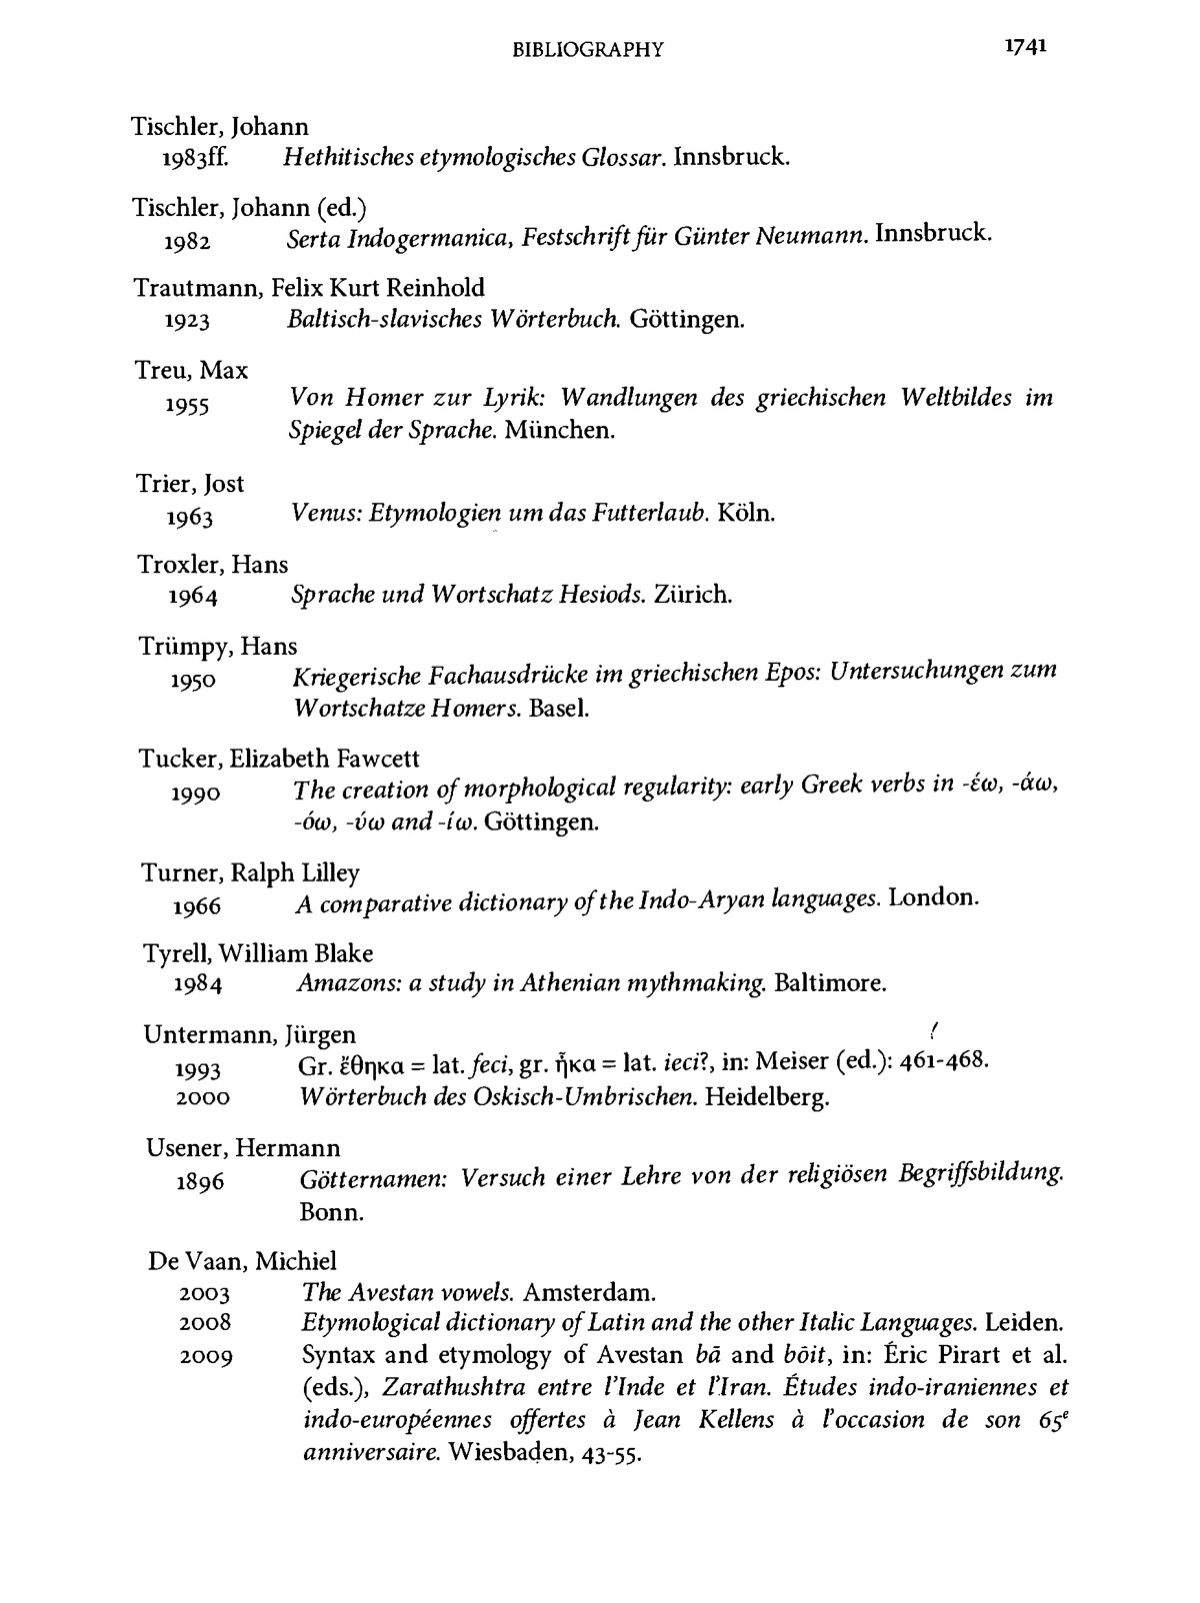 BIBLIOGRAPHY 1741
Tischler, Johann
1983ff. Hethitisches etymologisches Glossar. Innsbruck.
Tischler, Johann (ed.)
1982 Serta Indogermanica, Festschrift für Günter Neumann. Innsbruck.
Trautmann, Felix Kurt Reinhold
1923 Baltisch-slavisches Wörterbuch. Göttingen.
Treu, Max
1955 Von Homer zur Lyrik: Wandlungen des griechischen Weltbildes im
Spiegel der Sprache. München.
Trier, Jost
1963 Venus: Etymologien um das Futterlaub. Köln.
Troxler, Hans
1964 Sprache und Wortschatz Hesiods. Zürich.
Trümpy, Hans
1950 Kriegerische Fachausdrücke im griechischen Epos: Untersuchungen zum
Wortschatze Homers. Basel.
Tucker, Elizabeth Fawcett
1990 The creation of morphological regularity: early Greek verbs in -έω, -άω,
-όω, -ύω and -ίω. Göttingen.
Turner, Ralph Lilley
1966 A comparative dictionary of the Indo-Aryan languages. London.
Tyrell, William Blake
1984 Amazons: a study in Athenian mythmaking. Baltimore.
Untermann, Jürgen
1993 Gr. ἔθηκα = lat. feci, gr. ἧκα = lat. ieci?, in: Meiser (ed.): 461-468.
2000 Wörterbuch des Oskisch-Umbrischen. Heidelberg.
Usener, Hermann
1896 Götternamen: Versuch einer Lehre von der religiösen Begriffsbildung.
Bonn.
De Vaan, Michiel
2003 The Avestan vowels. Amsterdam.
2008 Etymological dictionary of Latin and the other Italic Languages. Leiden.
2009 Syntax and etymology of Avestan bā and bōit, in: Éric Pirart et al.
(eds.), Zarathushtra entre l'Inde et l'Iran. Études indo-iraniennes et
indo-européennes offertes à Jean Kellens à l'occasion de son 65e
anniversaire. Wiesbaden, 43-55.